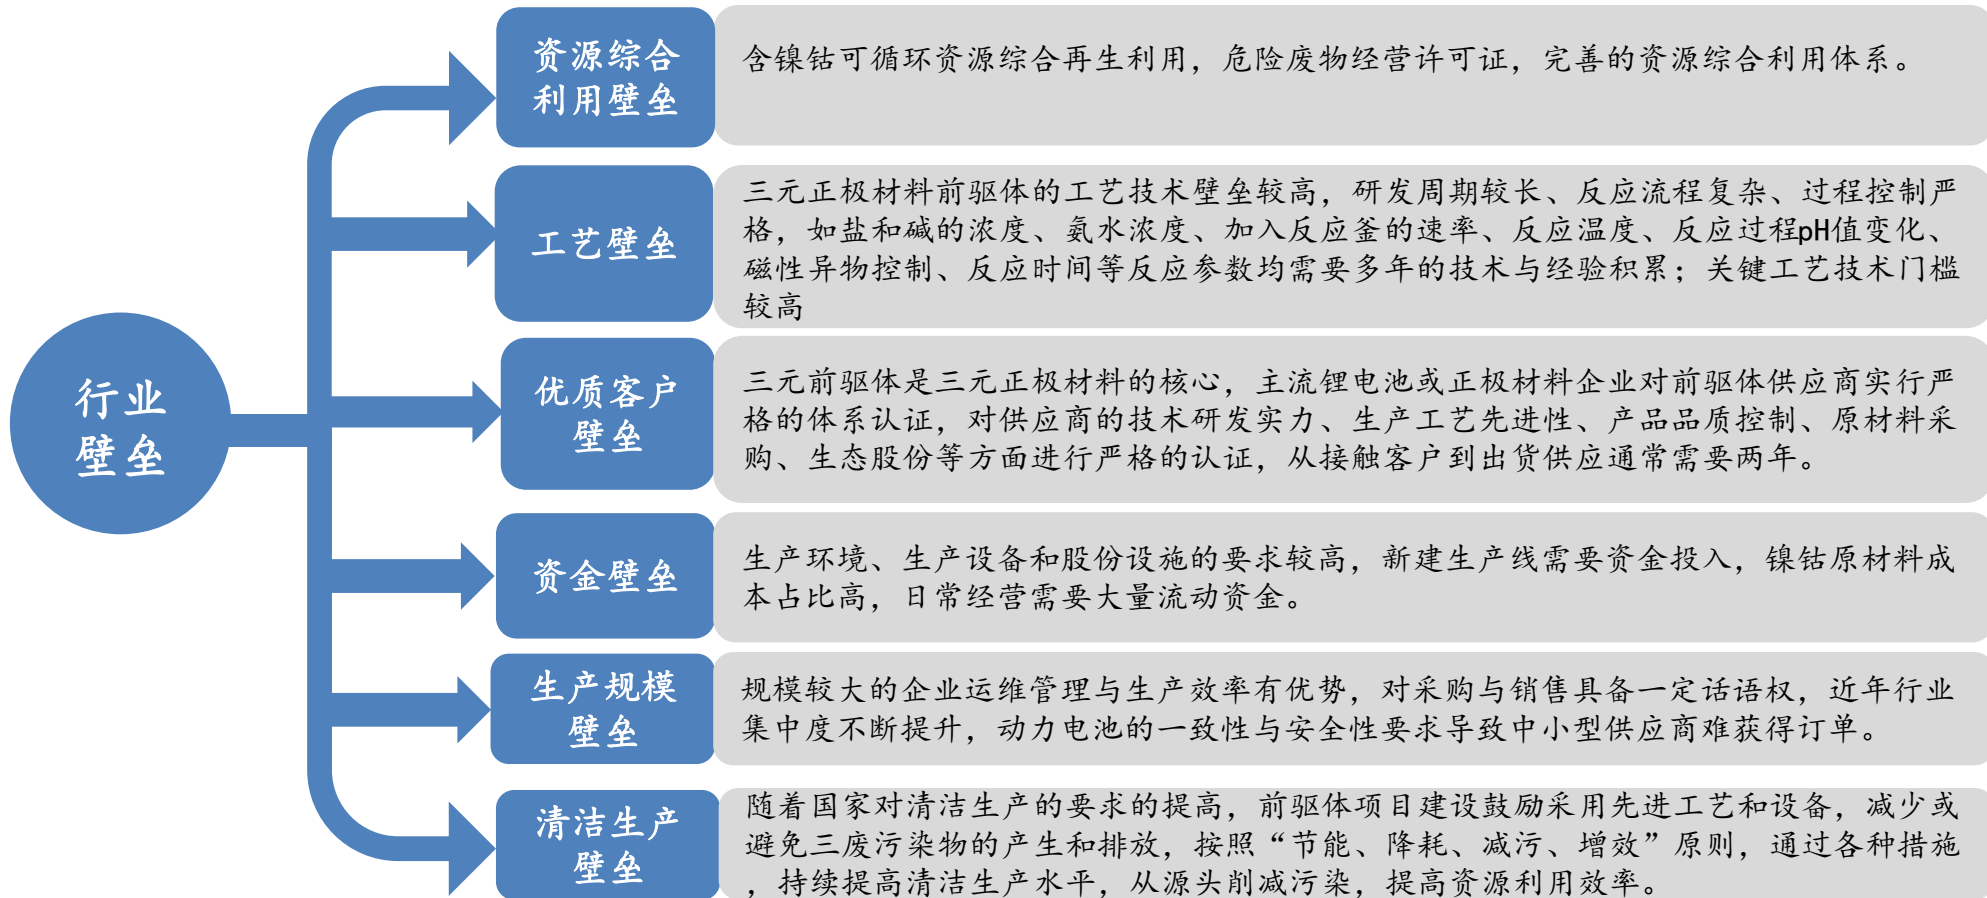 行业
壁垒
资源综合
利用壁垒
含镍钴可循环资源综合再生利用，危险废物经营许可证，完善的资源综合利用体系。
工艺壁垒
三元正极材料前驱体的工艺技术壁垒较高，研发周期较长、反应流程复杂、过程控制严
格，如盐和碱的浓度、氨水浓度、加入反应釜的速率、反应温度、反应过程pH值变化、
磁性异物控制、反应时间等反应参数均需要多年的技术与经验积累；关键工艺技术门槛
较高
优质客户
壁垒
三元前驱体是三元正极材料的核心，主流锂电池或正极材料企业对前驱体供应商实行严
格的体系认证，对供应商的技术研发实力、生产工艺先进性、产品品质控制、原材料采
购、生态股份等方面进行严格的认证，从接触客户到出货供应通常需要两年。
资金壁垒
生产环境、生产设备和股份设施的要求较高，新建生产线需要资金投入，镍钴原材料成
本占比高，日常经营需要大量流动资金。
生产规模
壁垒
规模较大的企业运维管理与生产效率有优势，对采购与销售具备一定话语权，近年行业
集中度不断提升，动力电池的一致性与安全性要求导致中小型供应商难获得订单。
清洁生产
壁垒
随着国家对清洁生产的要求的提高，前驱体项目建设鼓励采用先进工艺和设备，减少或
避免三废污染物的产生和排放，按照“节能、降耗、减污、增效”原则，通过各种措施
，持续提高清洁生产水平，从源头削减污染，提高资源利用效率。